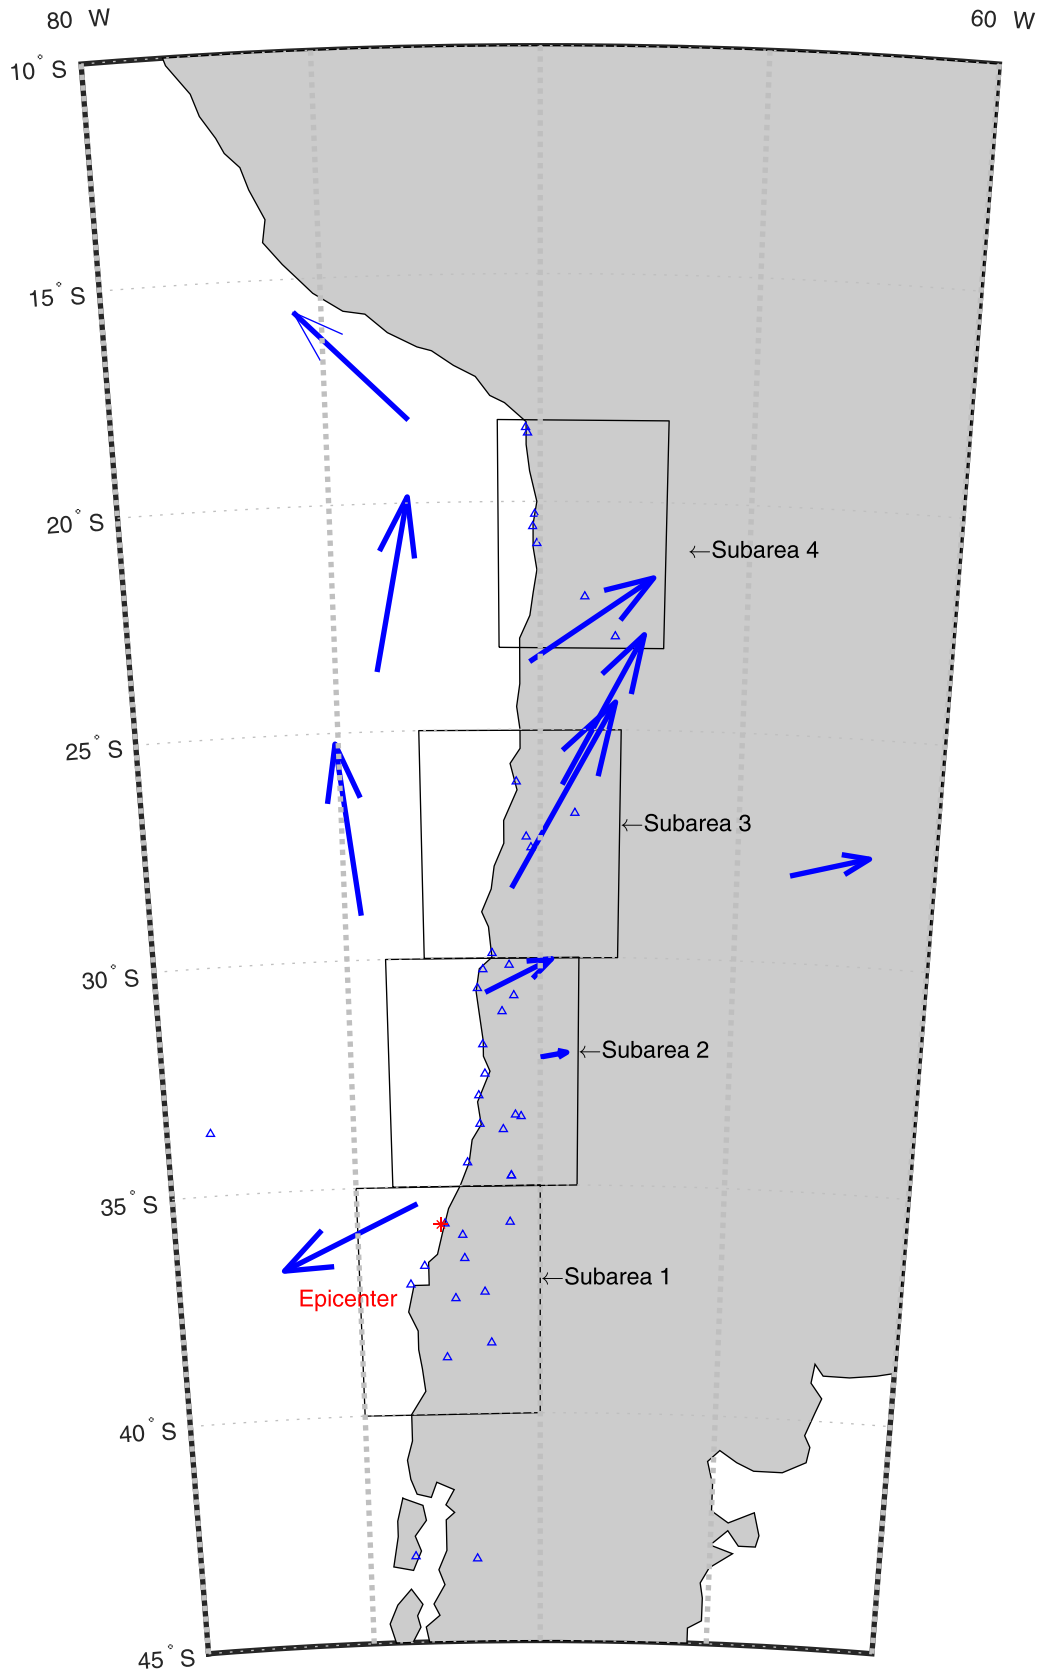 80 W
60 W
10° S
15° S
20° S
←Subarea 4
25° S
←Subarea 3
30° S
←Subarea 2
35° S
←Subarea 1
Epicenter
40° S
45° S